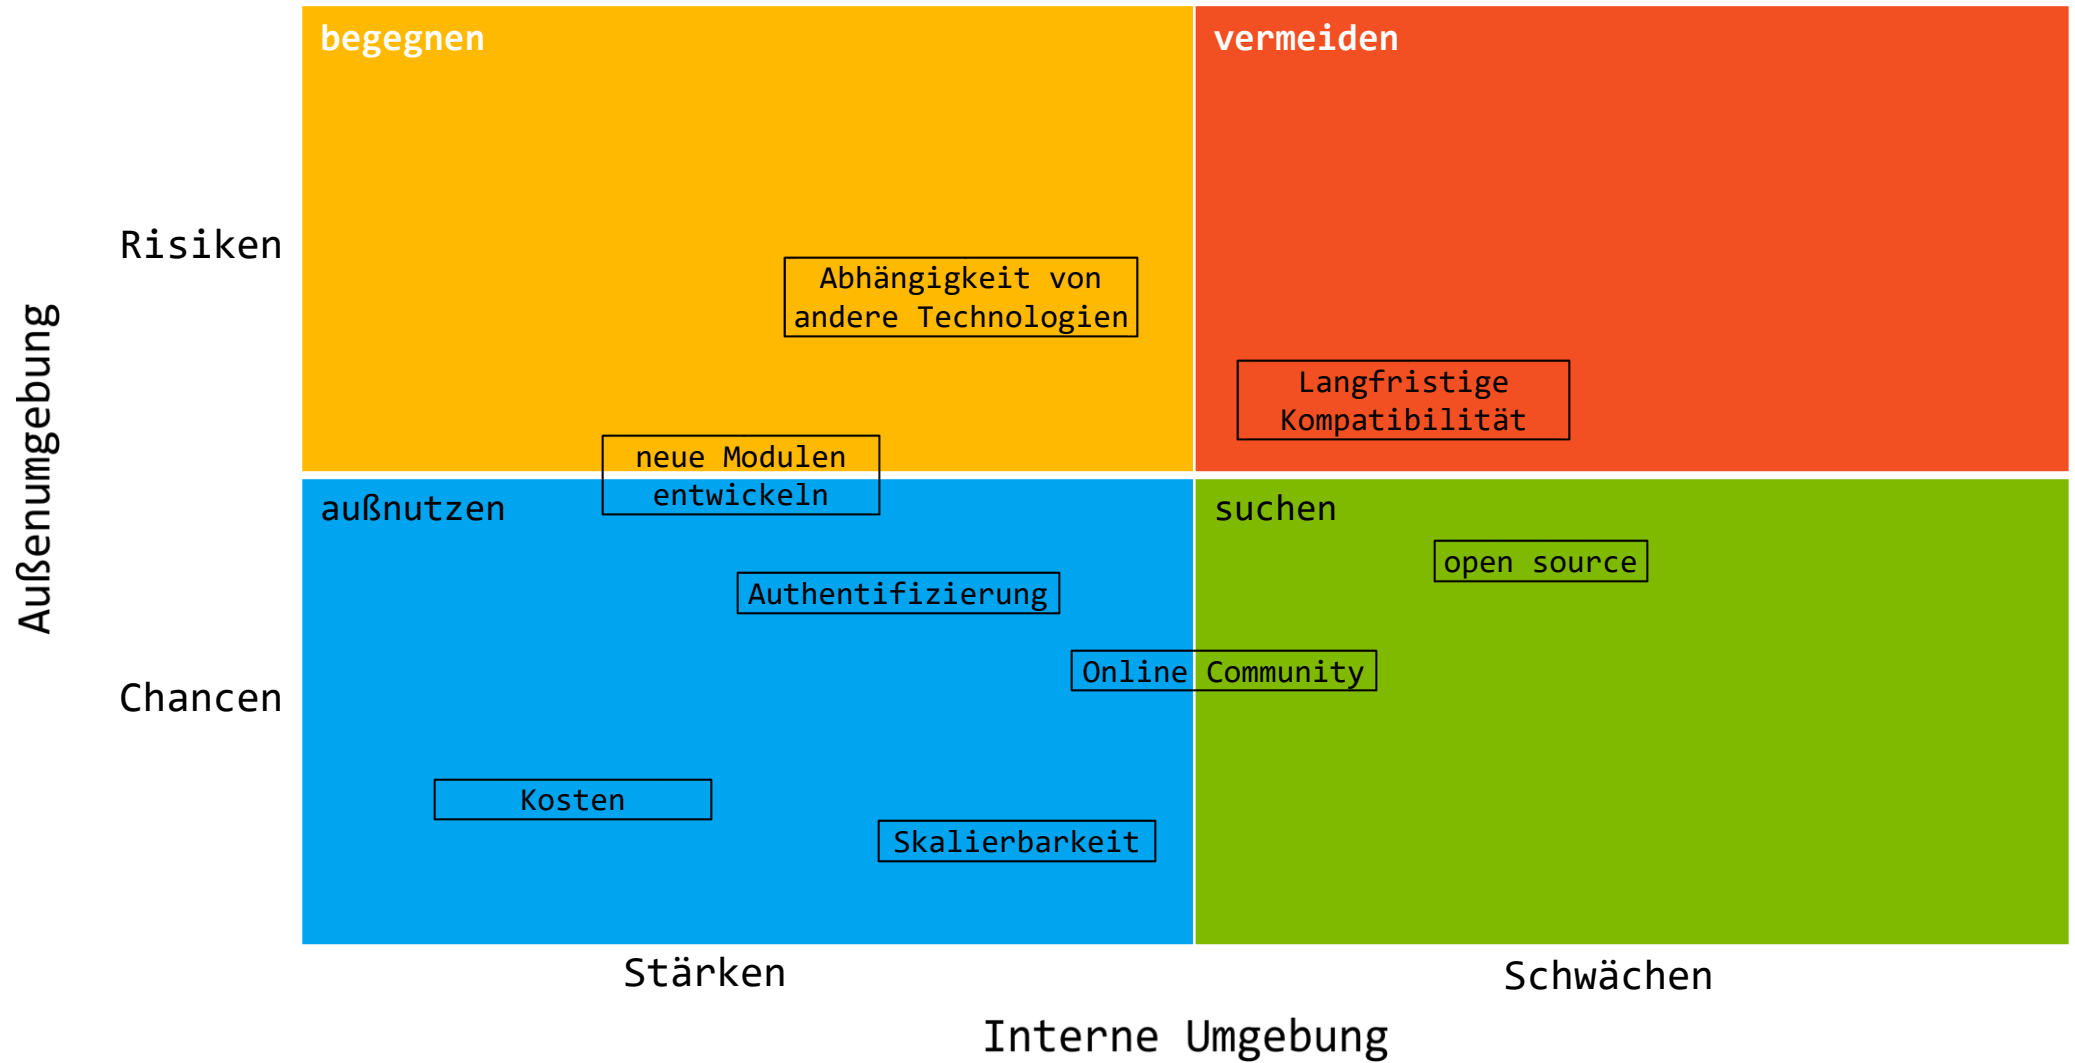 begegnen
vermeiden
Risiken
Abhängigkeit von
andere Technologien
Langfristige
Kompatibilität
Außenumgebung
neue Modulen
entwickeln
außnutzen
suchen
open source
Authentifizierung
Online Community
Chancen
Kosten
Skalierbarkeit
Stärken
Schwächen
Interne Umgebung